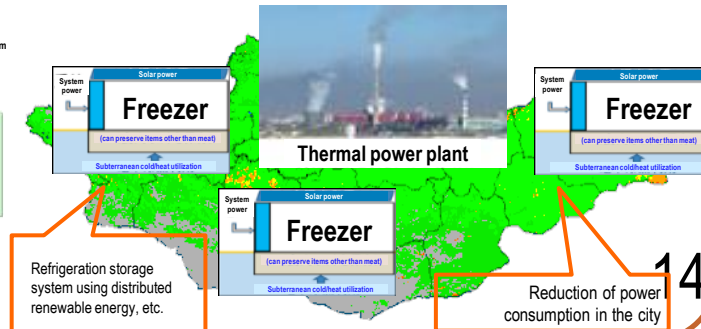 m
Solar power
System
power
Freezer
(can preserve items other than meat)
Subterranean cold/heat utilization
Thermal power plant
Solar power
System
power
Freezer
(can preserve items other than meat)
Subterranean cold/heat utilization
Solar power
System
power
Freezer
(can preserve items other than meat)
Subterranean cold/heat utilization
Refrigeration storage
system using distributed
renewable energy, etc.
Reduction of power
consumption in the city
14